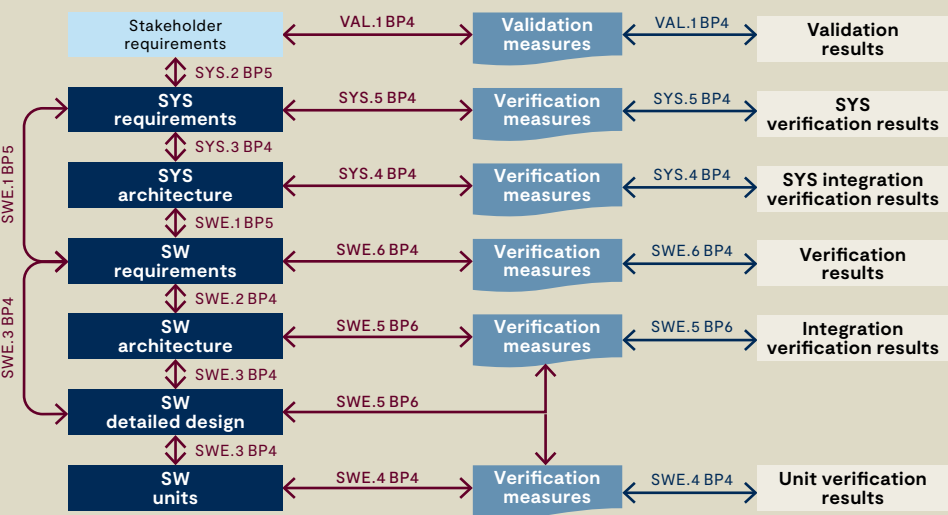 Stakeholder
requirements
VAL.1 BP4
Validation
measures
VAL.1 BP4
Validation
results
SYS.2 BP5
SYS
requirements
SYS.5 BP4
Verification
measures
SYS.5 BP4
SYS
verification results
SYS.3 BP4
SWE.1 BP5
SYS
architecture
SYS.4 BP4
Verification
measures
SYS.4 BP4
SYS integration
verification results
SWE.1 BP5
SW
requirements
SWE.6 BP4
Verification
measures
SWE.6 BP4
Verification
results
SWE.2 BP4
SWE.3 BP4
SW
architecture
SWE.5 BP6
Verification
measures
SWE.5 BP6
Integration
verification results
SWE.3 BP4
SW
detailed design
SWE.5 BP6
SWE.3 BP4
SW
units
SWE.4 BP4
Verification
measures
SWE.4 BP4
Unit verification
results